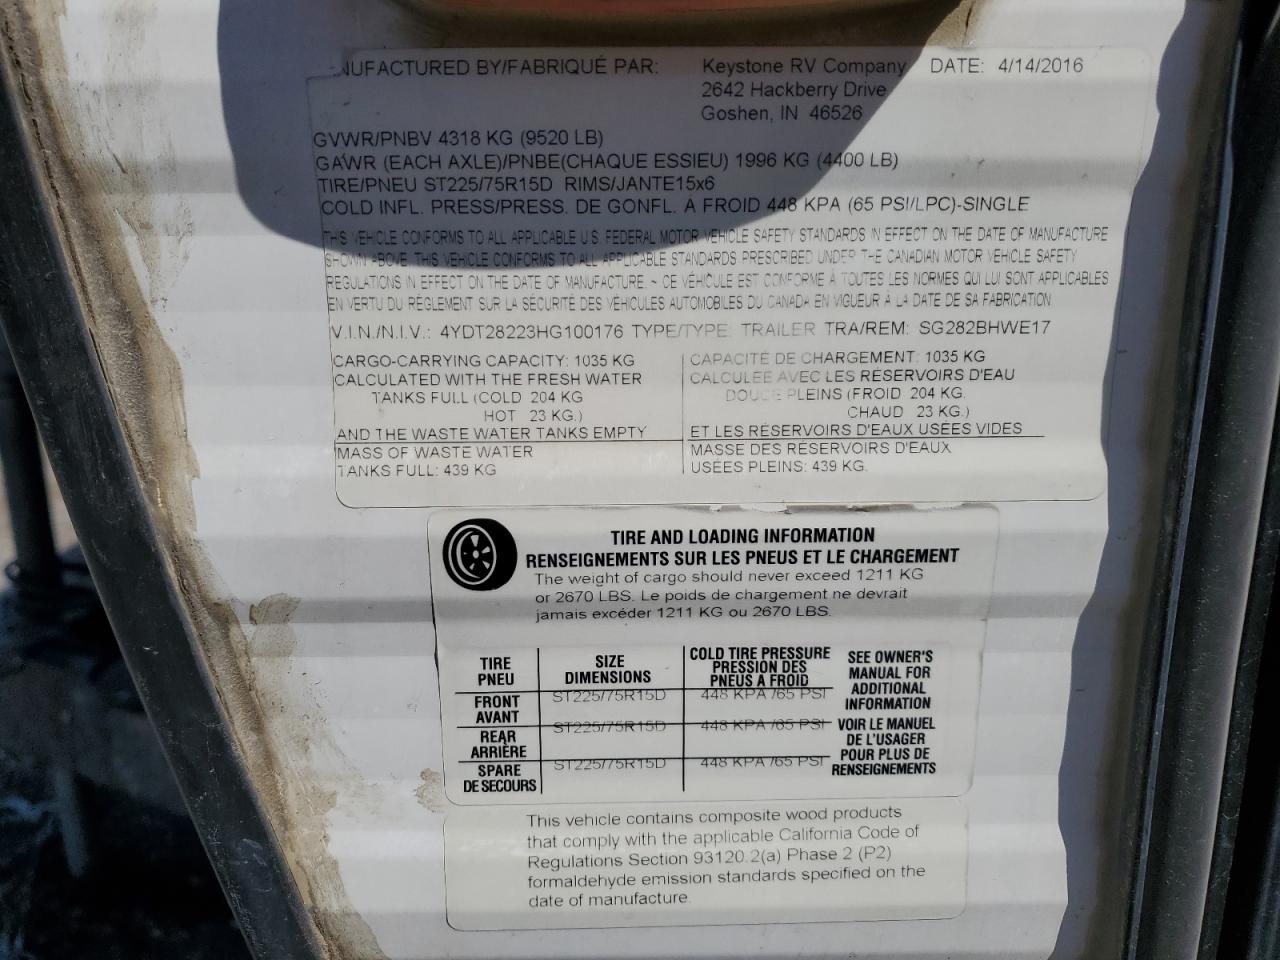 NUFACTURED BY/FABRIQUÉ PAR: Keystone RV Company DATE: 4/14/2016
2642 Hackberry Drive
Goshen, IN 46526
GVWR/PNBV 4318 KG (9520 LB)
GAWR (EACH AXLE)/PNBE(CHAQUE ESSIEU) 1996 KG (4400 LB)
TIRE/PNEU ST225/75R15D RIMS/JANTE15x6
COLD INFL. PRESS/PRESS. DE GONFL. A FROID 448 KPA (65 PSI/LPC)-SINGLE
THIS VEHICLE CONFORMS TO ALL APPLICABLE U.S. FEDERAL MOTOR VEHICLE SAFETY STANDARDS IN EFFECT ON THE DATE OF MANUFACTURE
SHOWN ABOVE. THIS VEHICLE CONFORMS TO ALL APPLICABLE STANDARDS PRESCRIBED UNDER THE CANADIAN MOTOR VEHICLE SAFETY
REGULATIONS IN EFFECT ON THE DATE OF MANUFACTURE. ~ CE VÉHICULE EST CONFORME À TOUTES LES NORMES QUI LUI SONT APPLICABLES
EN VERTU DU RÈGLEMENT SUR LA SÉCURITÉ DES VÉHICULES AUTOMOBILES DU CANADA EN VIGUEUR À LA DATE DE SA FABRICATION
V.I.N./N.I.V.: 4YDT28223HG100176 TYPE/TYPE: TRAILER TRA/REM: SG282BHWE17
CARGO-CARRYING CAPACITY: 1035 KG
CALCULATED WITH THE FRESH WATER
TANKS FULL (COLD 204 KG
HOT 23 KG.)
AND THE WASTE WATER TANKS EMPTY
MASS OF WASTE WATER
TANKS FULL: 439 KG
CAPACITÉ DE CHARGEMENT: 1035 KG
CALCULÉE AVEC LES RÉSERVOIRS D'EAU
DOUCE PLEINS (FROID 204 KG.
CHAUD 23 KG.)
ET LES RÉSERVOIRS D'EAUX USÉES VIDES
MASSE DES RÉSERVOIRS D'EAUX
USÉES PLEINS: 439 KG.
TIRE AND LOADING INFORMATION
RENSEIGNEMENTS SUR LES PNEUS ET LE CHARGEMENT
The weight of cargo should never exceed 1211 KG
or 2670 LBS. Le poids de chargement ne devrait
jamais excéder 1211 KG ou 2670 LBS.
TIRE
PNEU
SIZE
DIMENSIONS
COLD TIRE PRESSURE
PRESSION DES
PNEUS A FROID
FRONT
AVANT
ST225/75R15D
448 KPA /65 PSI
REAR
ARRIÈRE
ST225/75R15D
448 KPA /65 PSI
SPARE
DE SECOURS
ST225/75R15D
448 KPA /65 PSI
SEE OWNER'S
MANUAL FOR
ADDITIONAL
INFORMATION
VOIR LE MANUEL
DE L'USAGER
POUR PLUS DE
RENSEIGNEMENTS
This vehicle contains composite wood products
that comply with the applicable California Code of
Regulations Section 93120.2(a) Phase 2 (P2)
formaldehyde emission standards specified on the
date of manufacture.